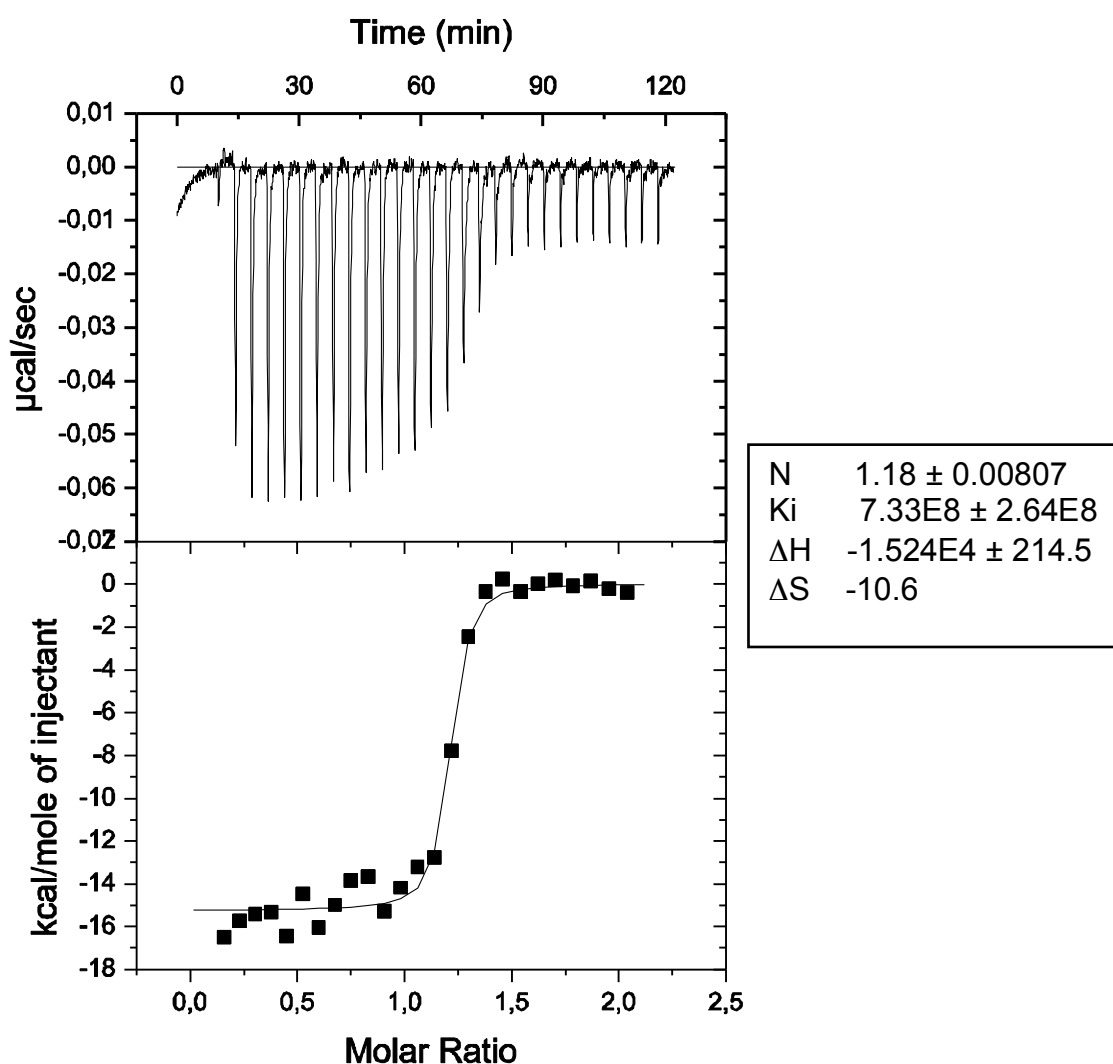 Time (min)
0 30 60 90 120
0,01
0,00
-0,01
-0,02
-0,03
-0,04
-0,05
-0,06
-0,07
µcal/sec
2
0
-2
-4
-6
-8
-10
-12
-14
-16
-18
kcal/mole of injectant
0,0 0,5 1,0 1,5 2,0 2,5
Molar Ratio
N 1.18 ± 0.00807
Ki 7.33E8 ± 2.64E8
ΔH -1.524E4 ± 214.5
ΔS -10.6